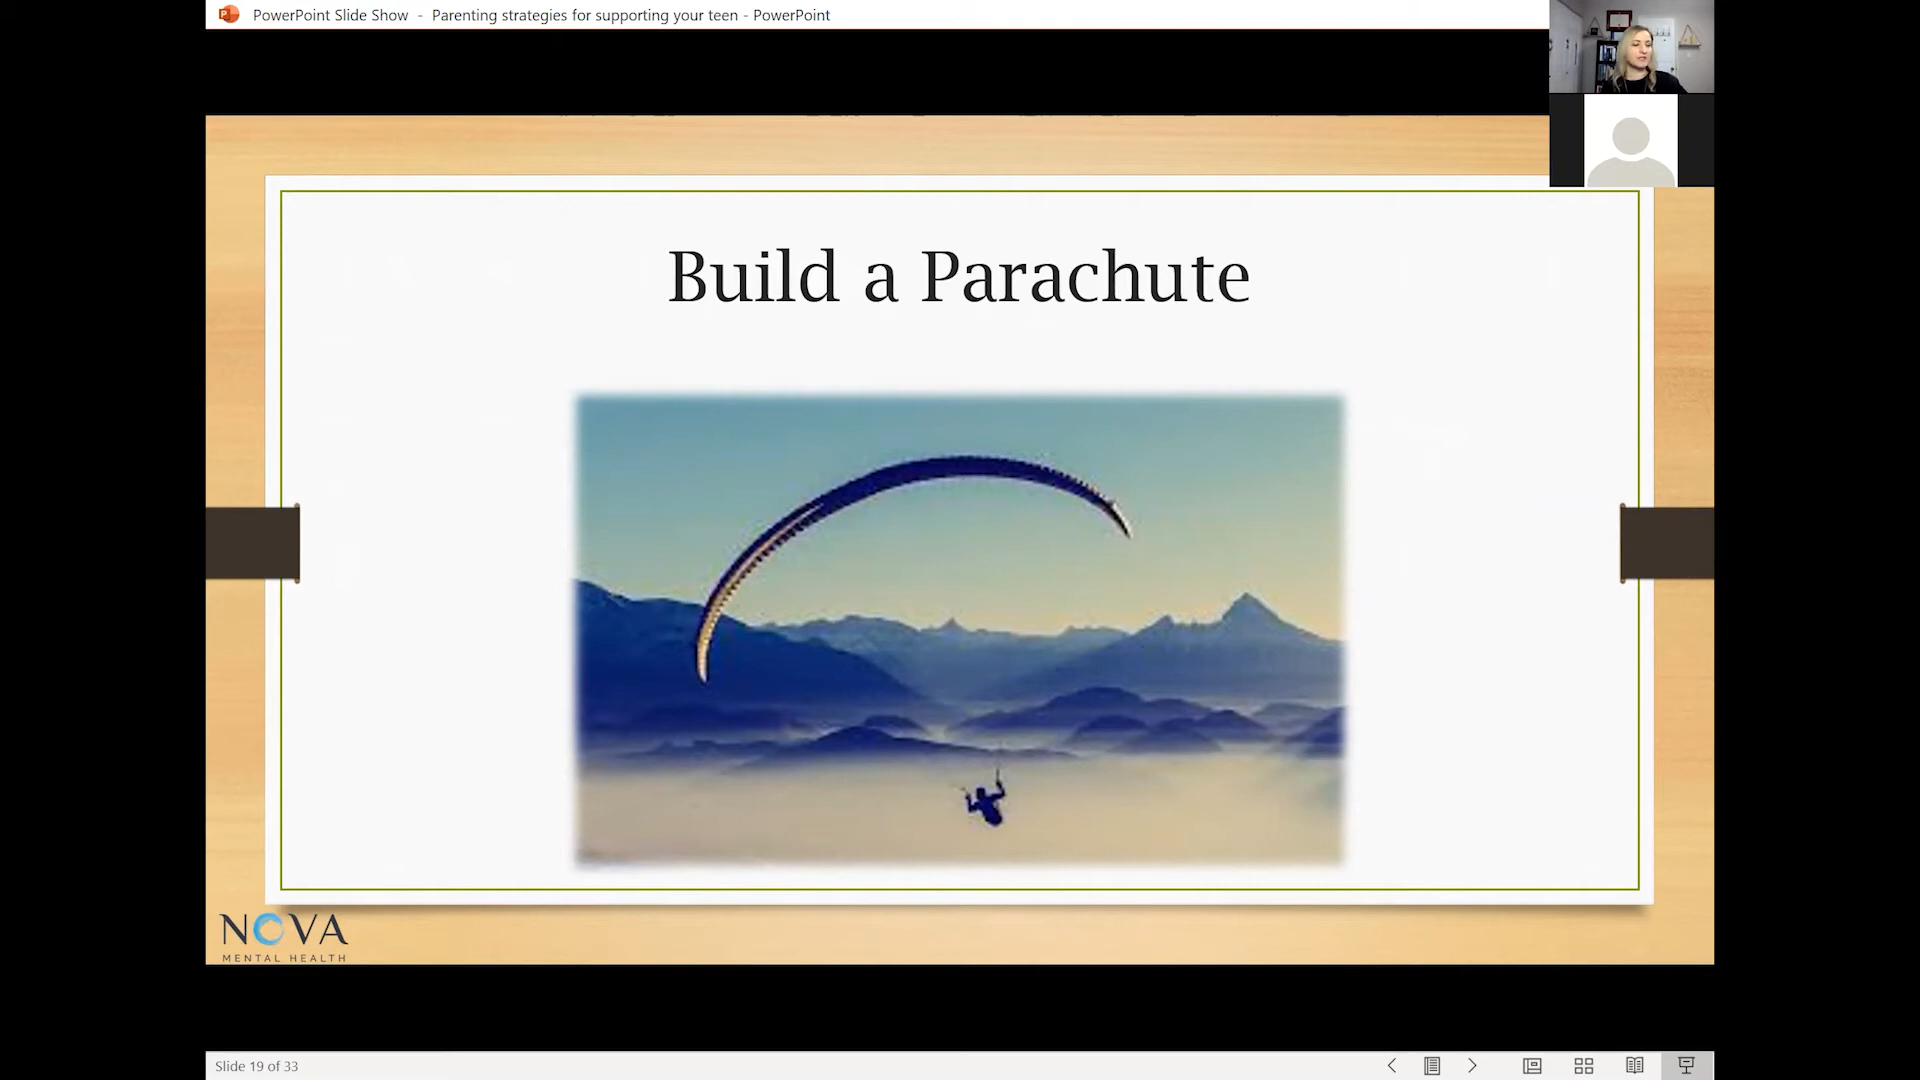 PowerPoint Slide Show - Parenting strategies for supporting your teen - PowerPoint
Build a Parachute
NOVA
MENTAL HEALTH
Slide 19 of 33